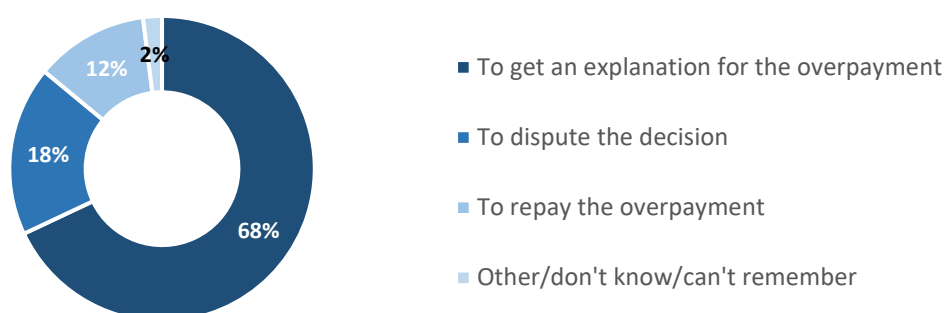 2%
12%
18%
68%
To get an explanation for the overpayment
To dispute the decision
To repay the overpayment
Other/don't know/can't remember